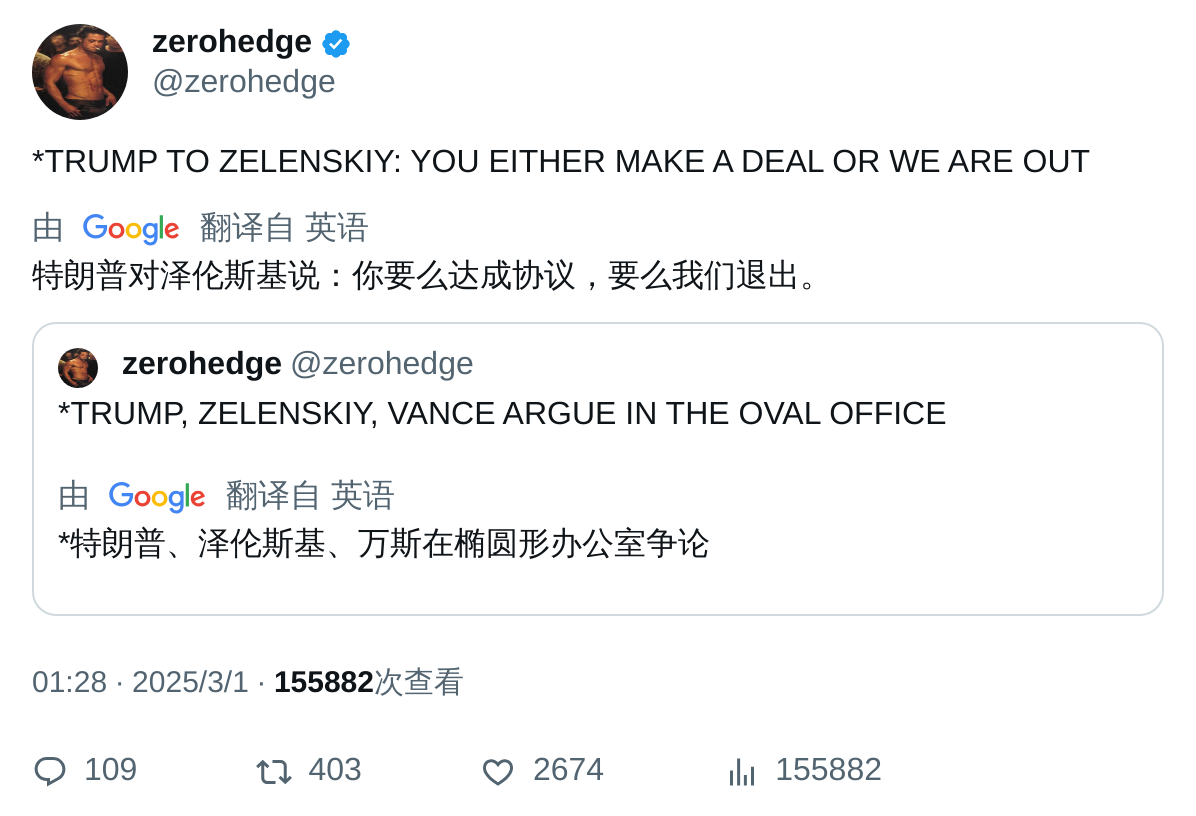 zerohedge
@zerohedge
*TRUMP TO ZELENSKIY: YOU EITHER MAKE A DEAL OR WE ARE OUT
由 Google 翻译自 英语
特朗普对泽伦斯基说：你要么达成协议，要么我们退出。
zerohedge @zerohedge
*TRUMP, ZELENSKIY, VANCE ARGUE IN THE OVAL OFFICE
由 Google 翻译自 英语
*特朗普、泽伦斯基、万斯在椭圆形办公室争论
01:28 · 2025/3/1 · 155882次查看
109 403 2674 155882